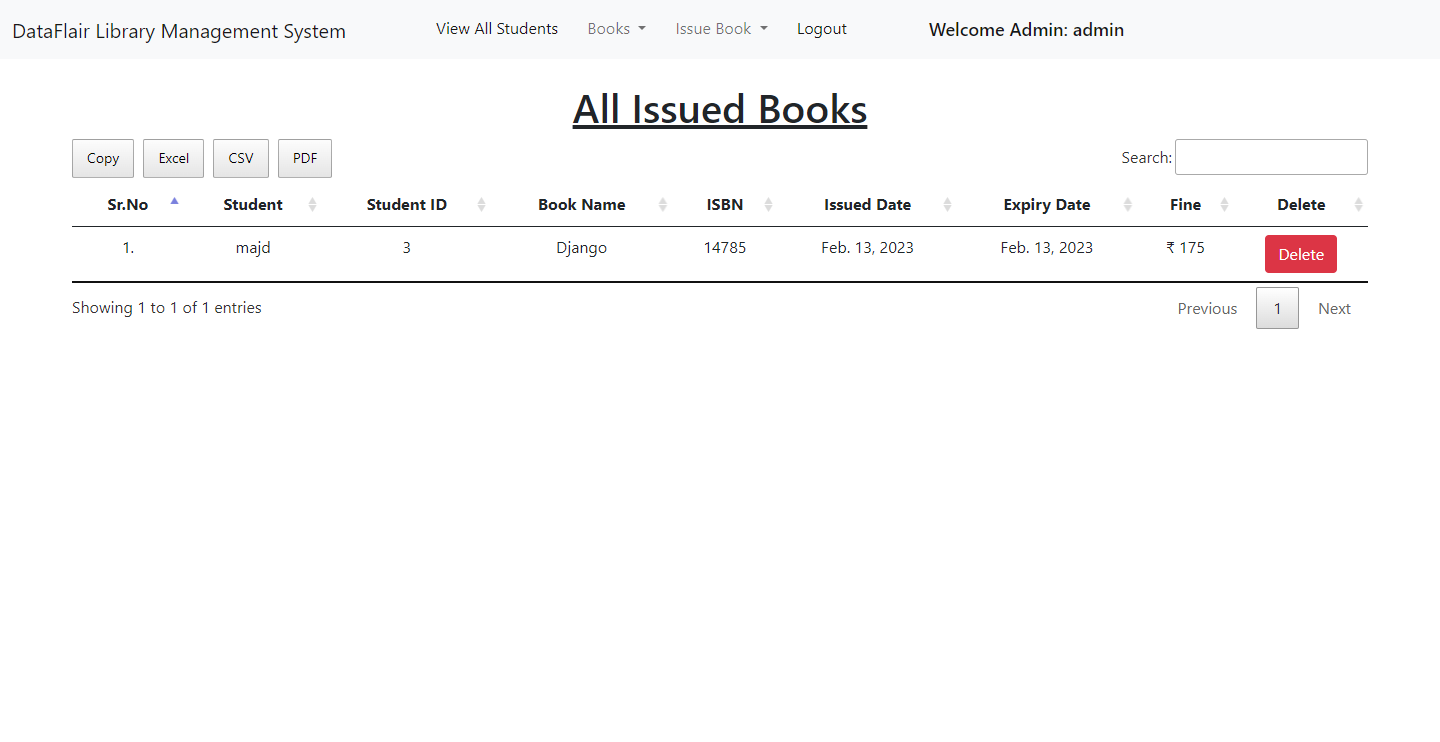 DataFlair Library Management System View All Students Books Issue Book Logout Welcome Admin: admin
All Issued Books
Copy Excel CSV PDF Search:
Sr.No Student Student ID Book Name ISBN Issued Date Expiry Date Fine Delete
1. majd 3 Django 14785 Feb. 13, 2023 Feb. 13, 2023 ₹ 175 Delete
Showing 1 to 1 of 1 entries Previous 1 Next